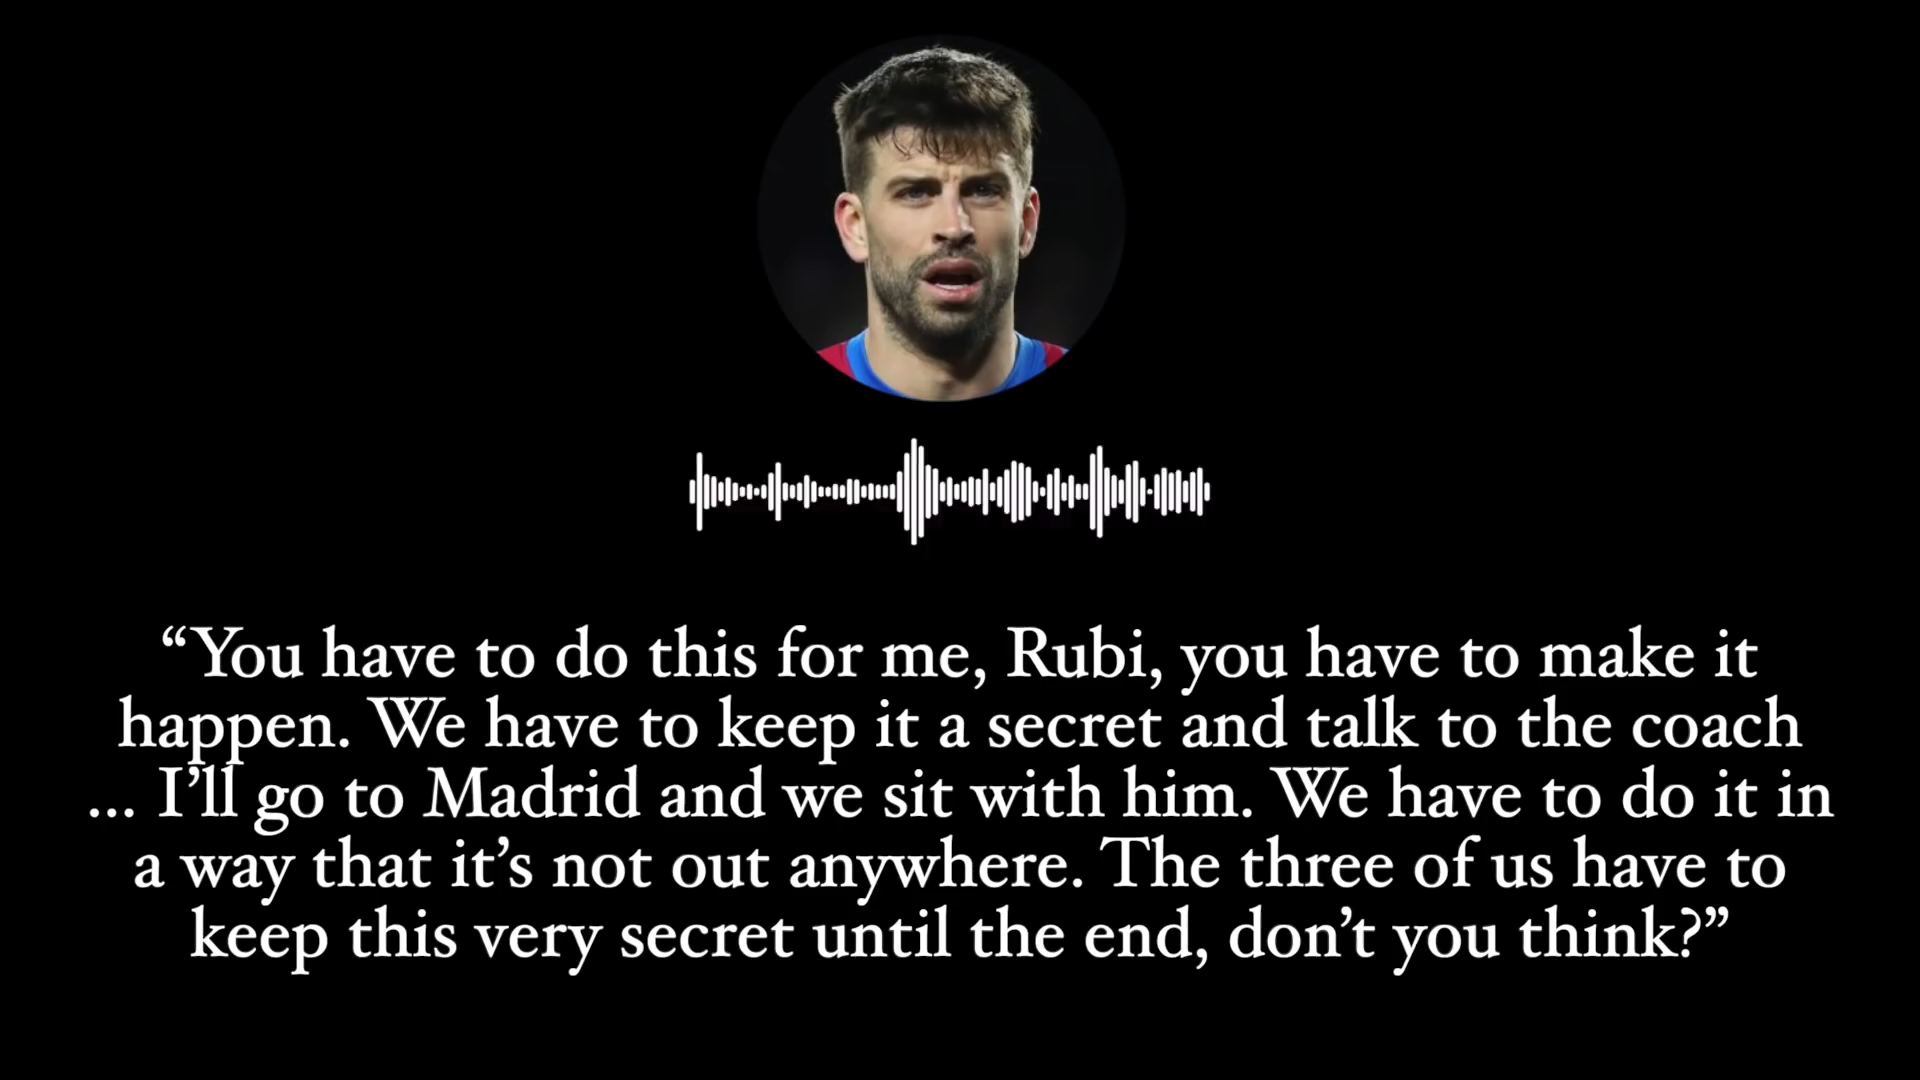 “You have to do this for me, Rubi, you have to make it
happen. We have to keep it a secret and talk to the coach
... I’ll go to Madrid and we sit with him. We have to do it in
a way that it’s not out anywhere. The three of us have to
keep this very secret until the end, don’t you think?”